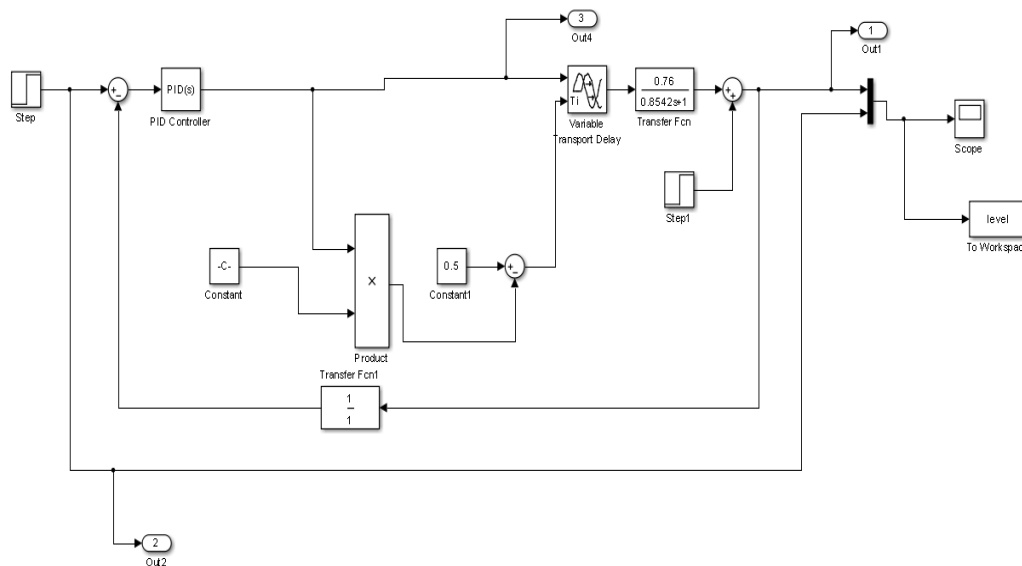 3
Out4
1
Out1
Step
+
-
PID(s)
PID Controller
Ti
Variable
Transport Delay
0.76
0.8542s+1
Transfer Fcn
+
+
Scope
Step1
level
To Workspac
-C-
Constant
X
Product
0.5
Constant1
+
-
Transfer Fcn1
1
1
2
Out2